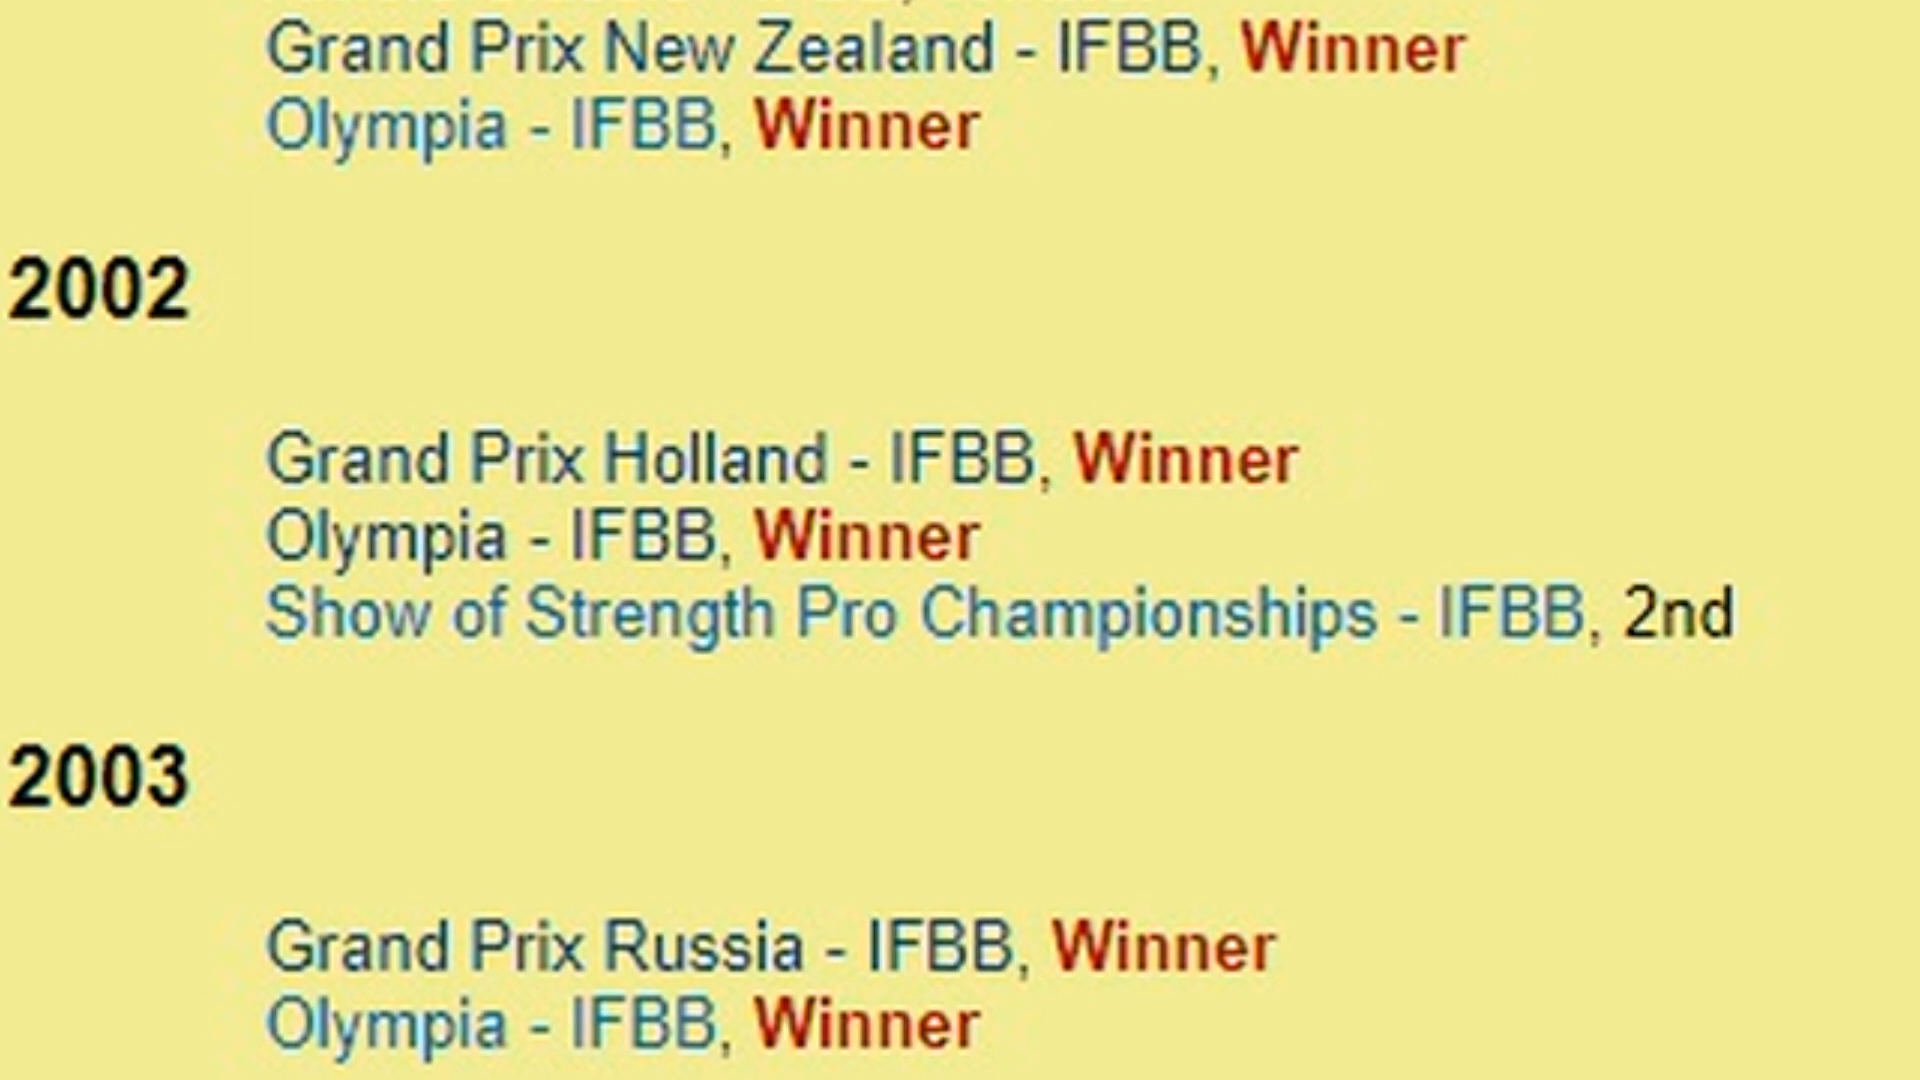 Grand Prix New Zealand - IFBB, Winner
Olympia - IFBB, Winner
2002
Grand Prix Holland - IFBB, Winner
Olympia - IFBB, Winner
Show of Strength Pro Championships - IFBB, 2nd
2003
Grand Prix Russia - IFBB, Winner
Olympia - IFBB, Winner